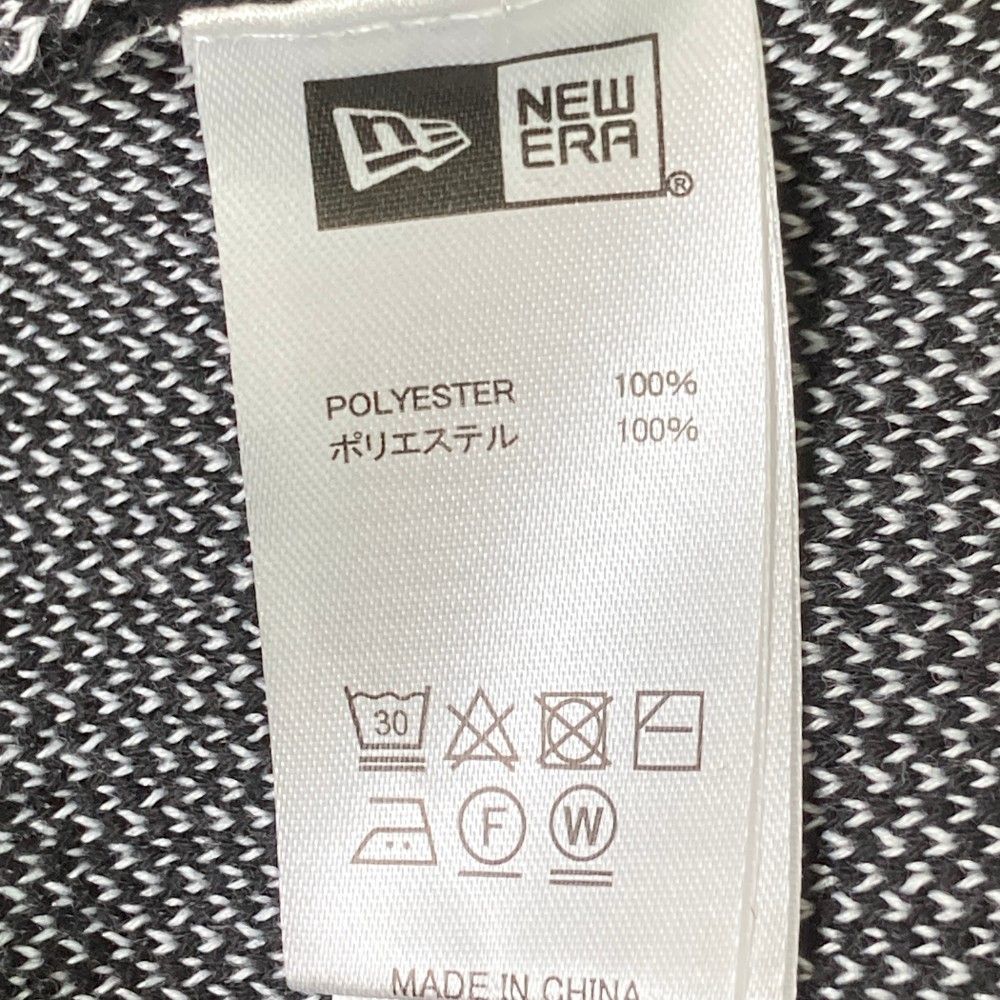 NEW
ERA
®
POLYESTER 100%
ポリエステル 100%
30
F W
MADE IN CHINA